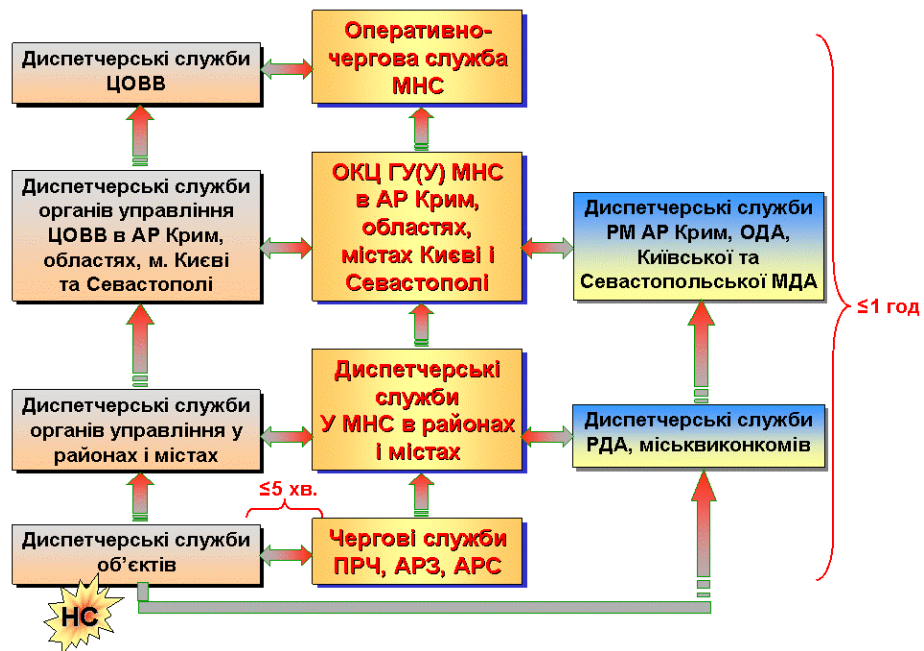 Диспетчерські служби
ЦОВВ
Оперативно-
чергова служба
МНС
Диспетчерські служби
органів управління
ЦОВВ в АР Крим,
областях, м. Києві
та Севастополі
ОКЦ ГУ(У) МНС
в АР Крим,
областях,
містах Києві і
Севастополі
Диспетчерські служби
РМ АР Крим, ОДА,
Київської та
Севастопольської МДА
≤1 год
Диспетчерські служби
органів управління у
районах і містах
Диспетчерські
служби
У МНС в районах
і містах
Диспетчерські служби
РДА, міськвиконкомів
≤5 хв.
Диспетчерські служби
об’єктів
Чергові служби
ПРЧ, АРЗ, АРС
НС